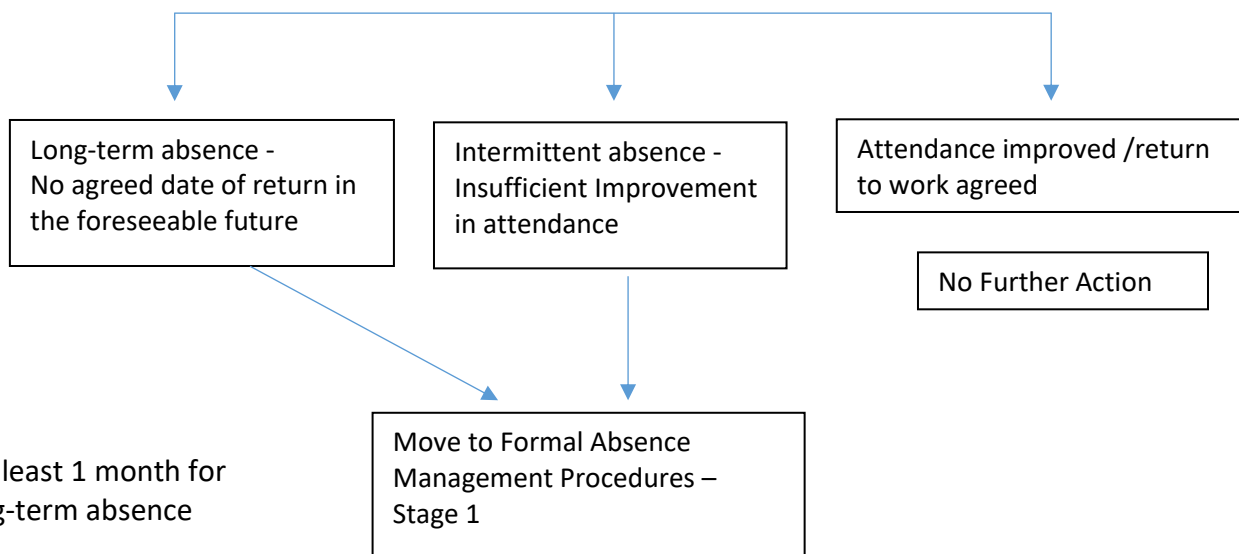 Long-term absence -
No agreed date of return in
the foreseeable future
Intermittent absence -
Insufficient Improvement
in attendance
Attendance improved /return
to work agreed
No Further Action
Move to Formal Absence
Management Procedures –
Stage 1
least 1 month for
g-term absence